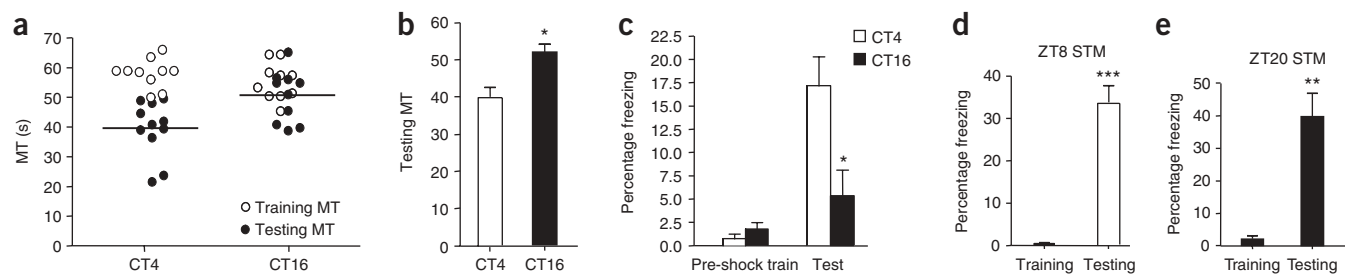 a
MT (s)
70
60
50
40
30
20
10
0
Training MT
Testing MT
CT4 CT16
b
Testing MT
60
50
40
30
20
10
0
*
CT4 CT16
c
Percentage freezing
22.5
20.0
17.5
15.0
12.5
10.0
7.5
5.0
2.5
0.0
CT4
CT16
*
Pre-shock train Test
d
ZT8 STM
Percentage freezing
40
30
20
10
0
***
Training Testing
e
ZT20 STM
Percentage freezing
50
40
30
20
10
0
**
Training Testing